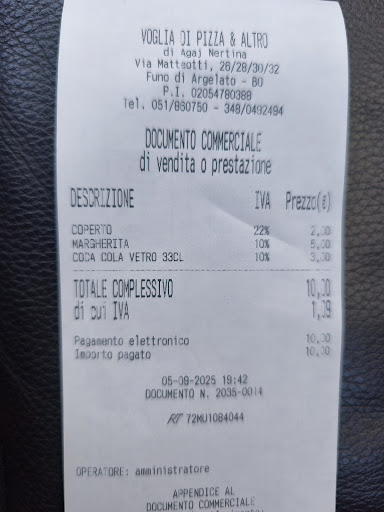 VOGLIA DI PIZZA & ALTRO
di Agaj Nertina
Via Matteotti, 26/28/30/32
Funo di Argelato - BO
P.I. 02054780388
Tel. 051/860750 - 348/0492494
DOCUMENTO COMMERCIALE
di vendita o prestazione
DESCRIZIONE IVA Prezzo(€)
COPERTO 22% 2,00
MARGHERITA 10% 5,00
COCA COLA VETRO 33CL 10% 3,00
TOTALE COMPLESSIVO 10,00
di cui IVA 1,09
Pagamento elettronico 10,00
Importo pagato 10,00
05-09-2025 19:42
DOCUMENTO N. 2035-0014
RT 72MU1084044
OPERATORE: amministratore
APPENDICE AL
DOCUMENTO COMMERCIALE